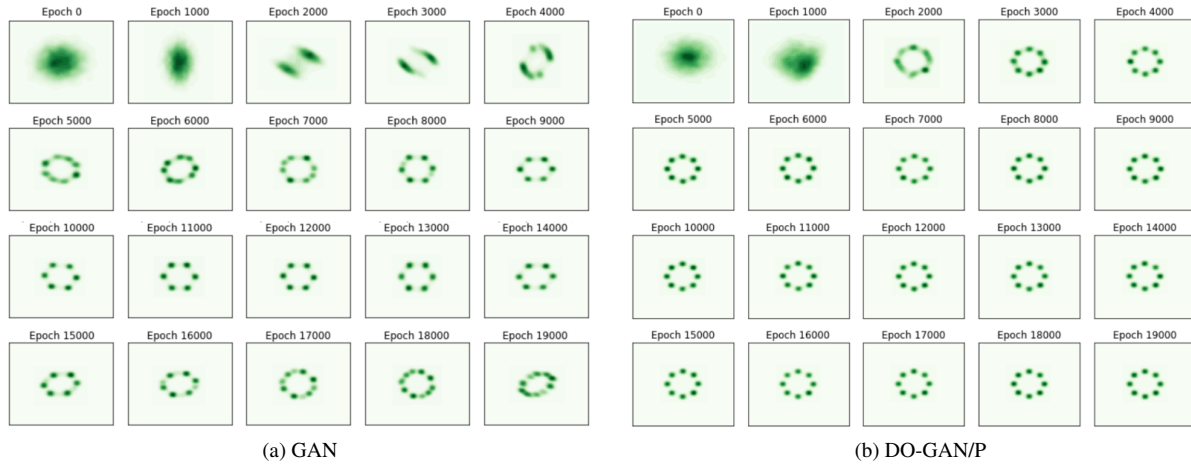 Epoch 0 Epoch 1000 Epoch 2000 Epoch 3000 Epoch 4000 Epoch 0 Epoch 1000 Epoch 2000 Epoch 3000 Epoch 4000
Epoch 5000 Epoch 6000 Epoch 7000 Epoch 8000 Epoch 9000 Epoch 5000 Epoch 6000 Epoch 7000 Epoch 8000 Epoch 9000
Epoch 10000 Epoch 11000 Epoch 12000 Epoch 13000 Epoch 14000 Epoch 10000 Epoch 11000 Epoch 12000 Epoch 13000 Epoch 14000
Epoch 15000 Epoch 16000 Epoch 17000 Epoch 18000 Epoch 19000 Epoch 15000 Epoch 16000 Epoch 17000 Epoch 18000 Epoch 19000
(a) GAN (b) DO-GAN/P